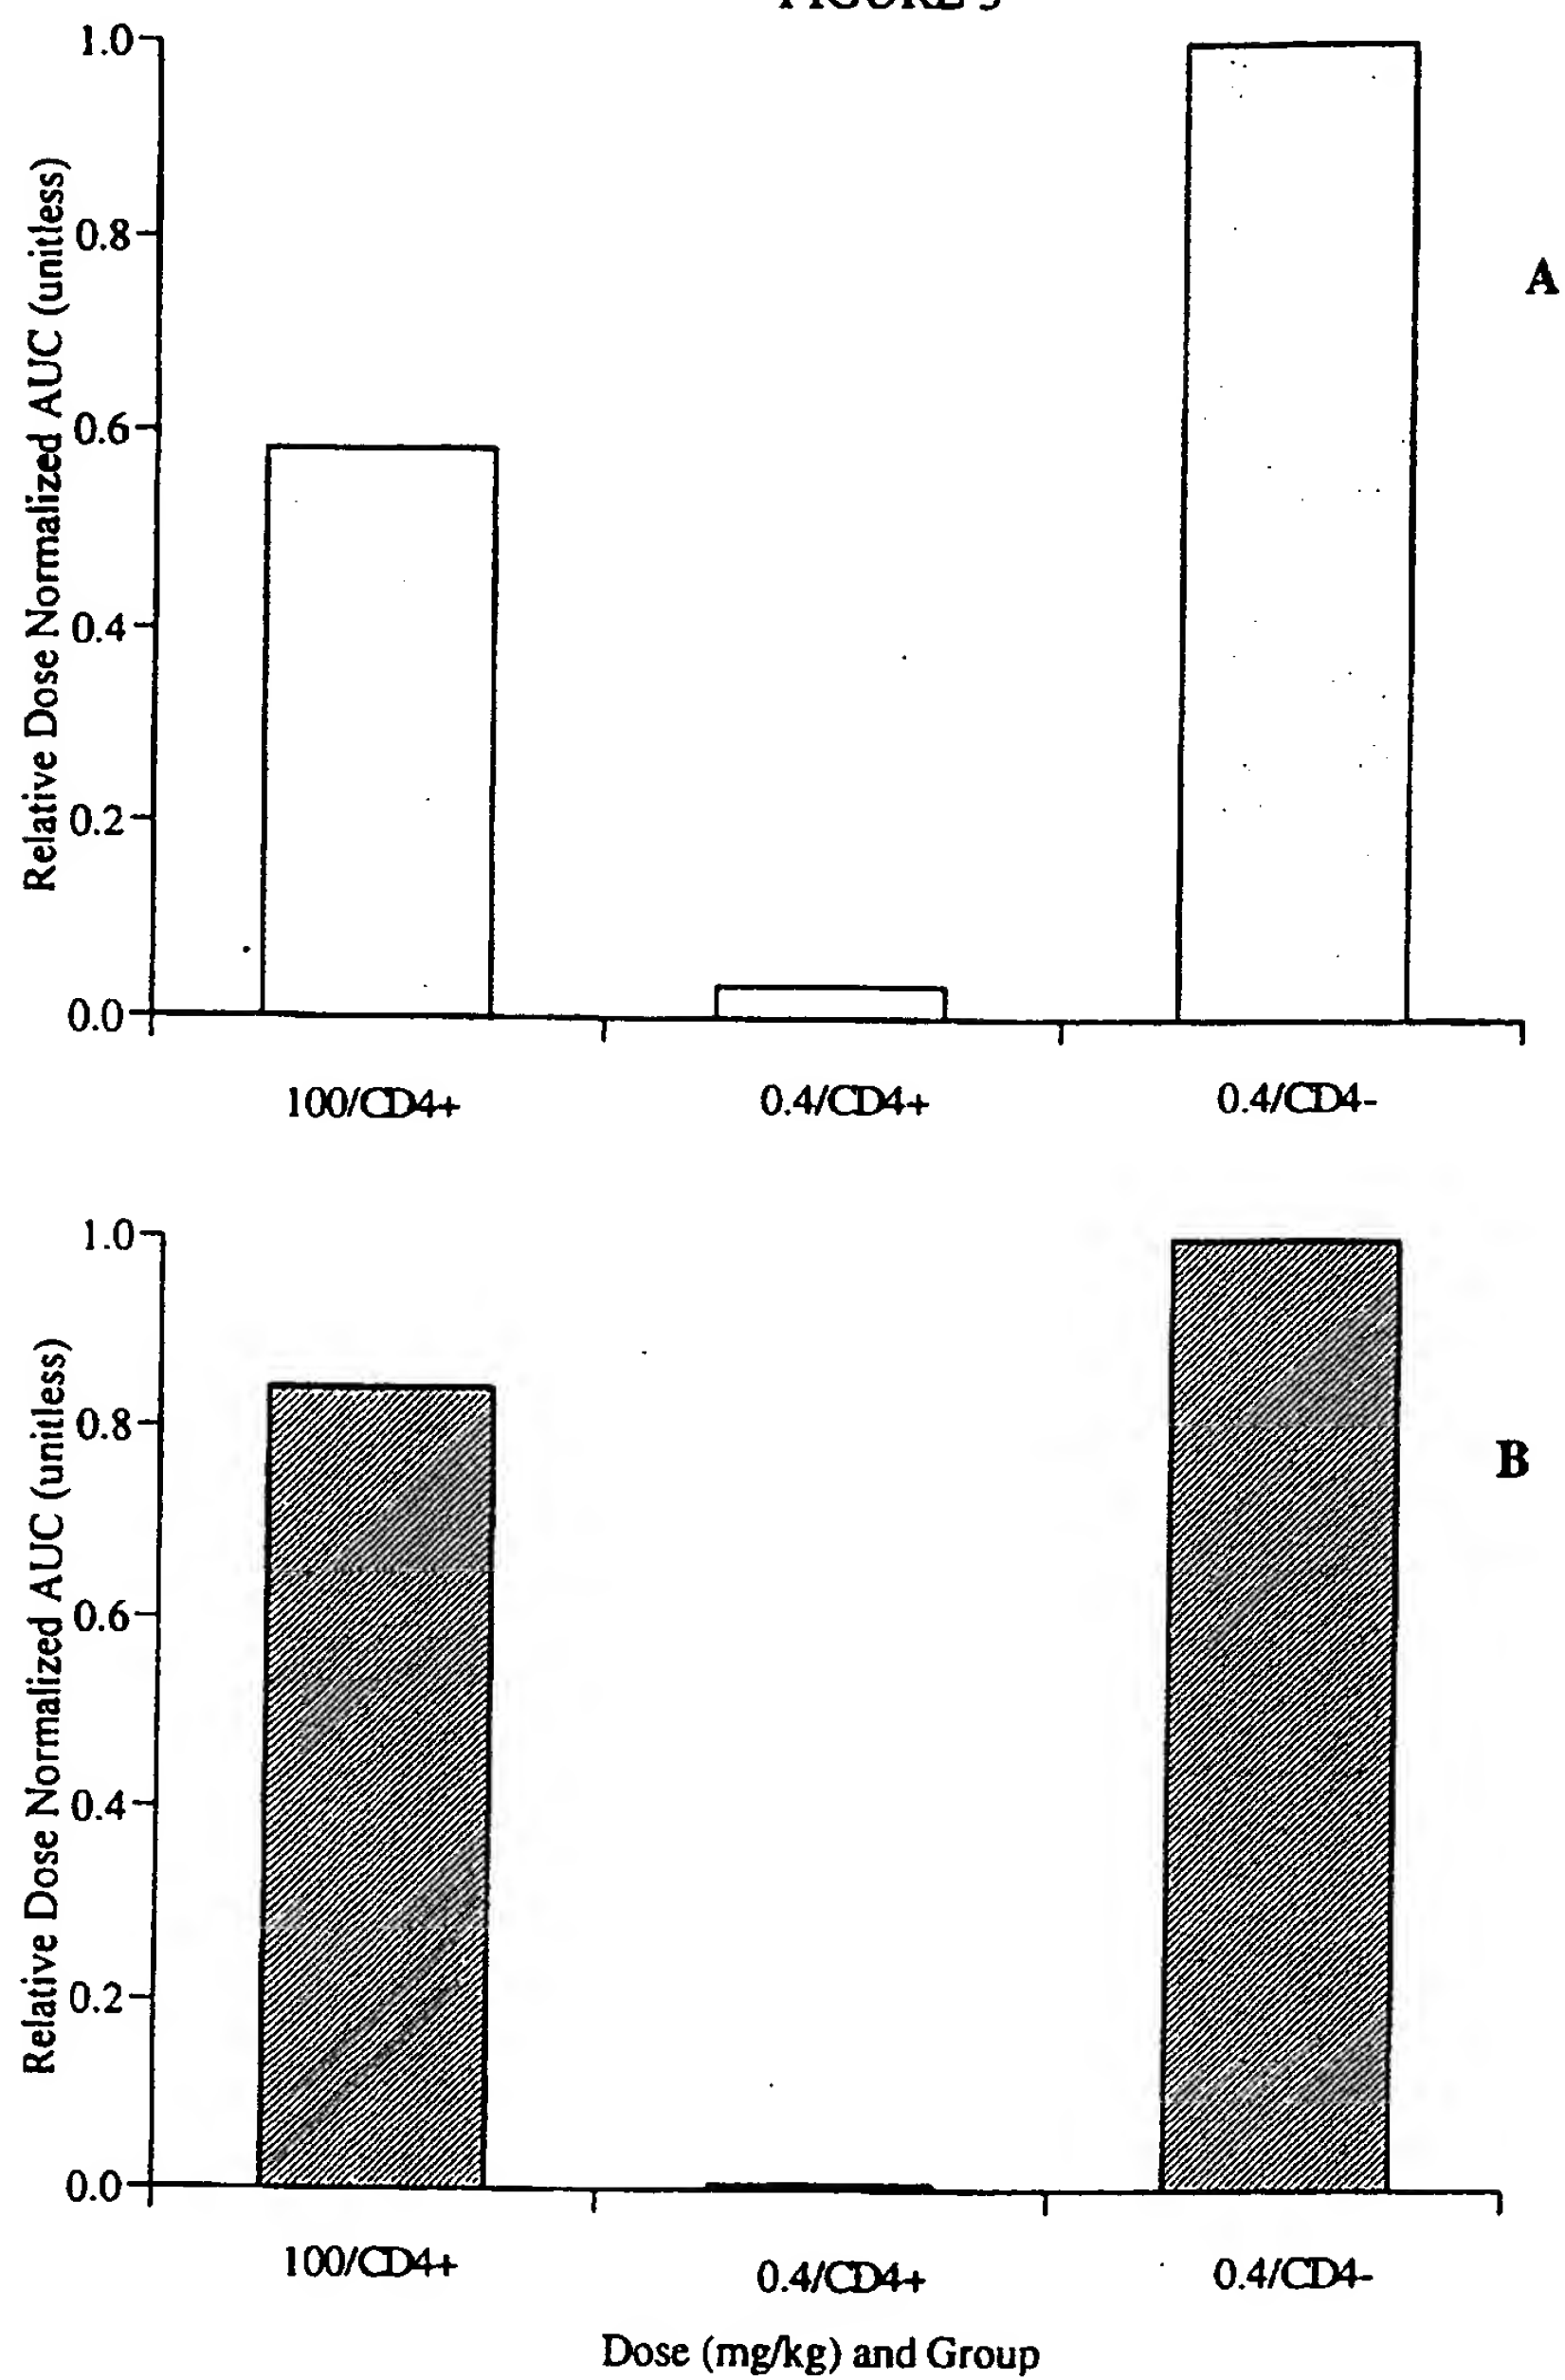 FIGURE 3
1.0
0.8
0.6
0.4
0.2
0.0
Relative Dose Normalized AUC (unitless)
A
100/CD4+ 0.4/CD4+ 0.4/CD4-
1.0
0.8
0.6
0.4
0.2
0.0
Relative Dose Normalized AUC (unitless)
B
100/CD4+ 0.4/CD4+ 0.4/CD4-
Dose (mg/kg) and Group